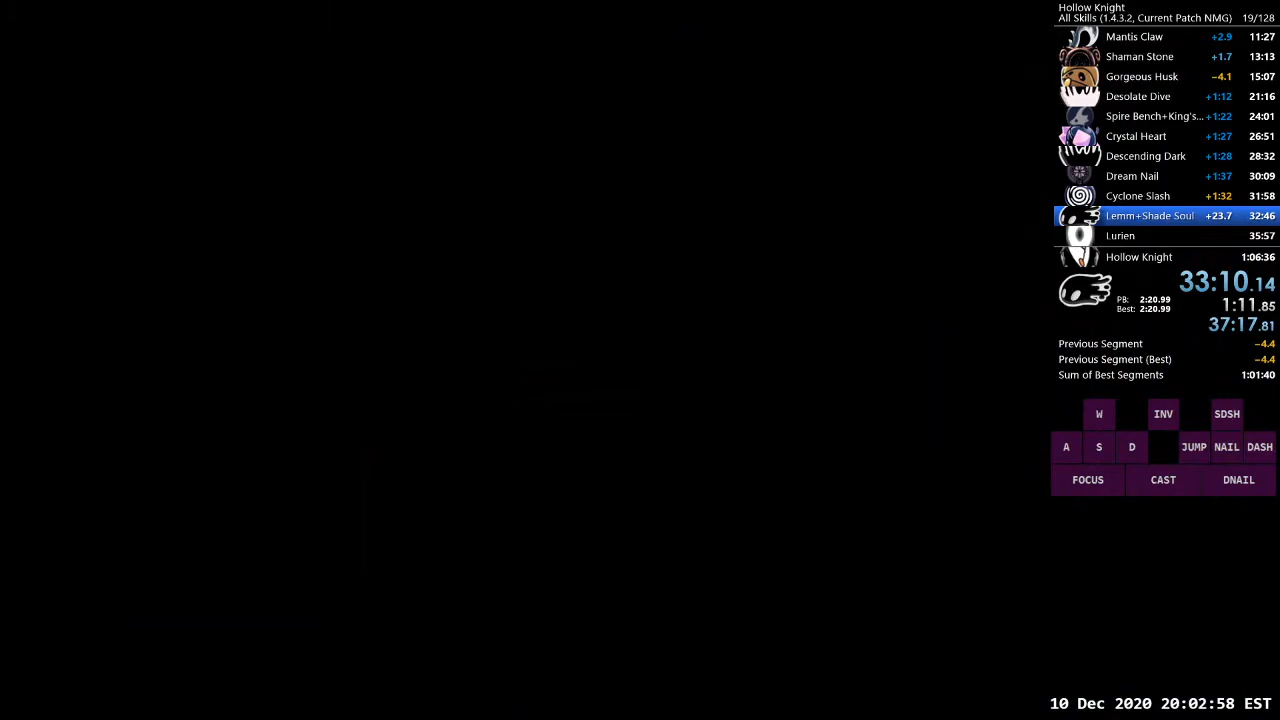 Hollow Knight
All Skills (1.4.3.2, Current Patch NMG) 19/128
Mantis Claw +2.9 11:27
Shaman Stone +1.7 13:13
Gorgeous Husk −4.1 15:07
Desolate Dive +1:12 21:16
Spire Bench+King's... +1:22 24:01
Crystal Heart +1:27 26:51
Descending Dark +1:28 28:32
Dream Nail +1:37 30:09
Cyclone Slash +1:32 31:58
Lemm+Shade Soul +23.7 32:46
Lurien 35:57
Hollow Knight 1:06:36
33:10.14
PB: 2:20.99 1:11.85
Best: 2:20.99
37:17.81
Previous Segment −4.4
Previous Segment (Best) −4.4
Sum of Best Segments 1:01:40
W INV SDSH
A S D JUMP NAIL DASH
FOCUS CAST DNAIL
10 Dec 2020 20:02:58 EST